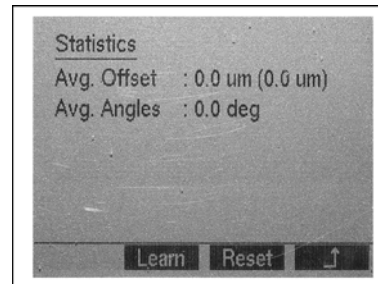 Statistics
Avg. Offset : 0.0 um (0.0 um)
Avg. Angles : 0.0 deg
Learn Reset